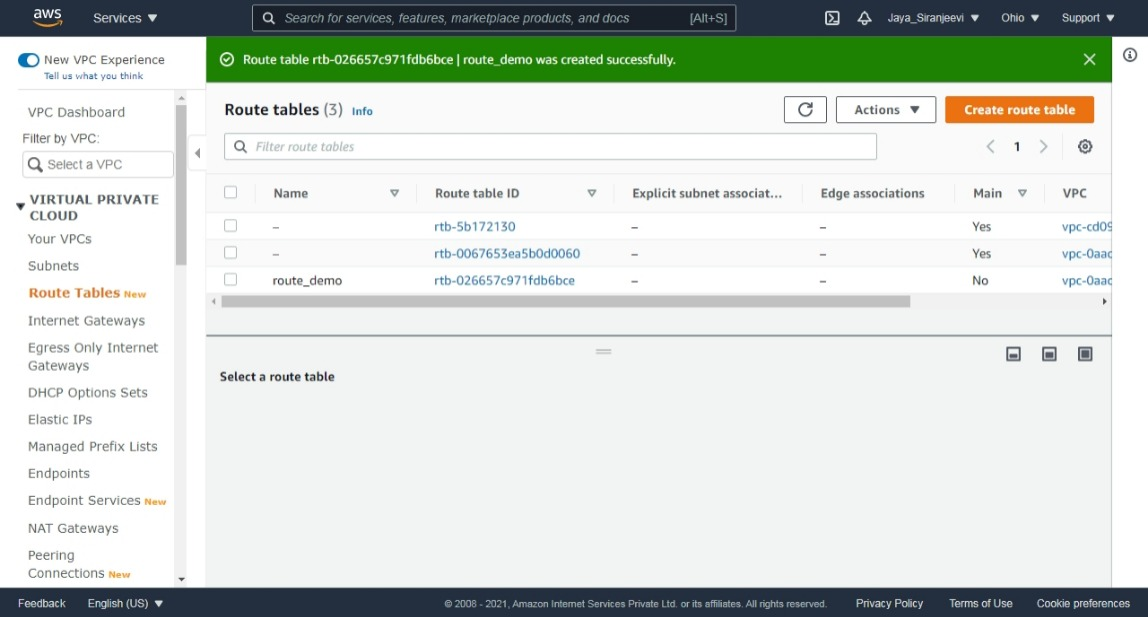 aws Services ▼ Search for services, features, marketplace products, and docs [Alt+S] Jaya_Siranjeevi ▼ Ohio ▼ Support ▼
New VPC Experience
Tell us what you think
Route table rtb-026657c971fdb6bce | route_demo was created successfully.
VPC Dashboard
Filter by VPC:
Select a VPC
VIRTUAL PRIVATE
CLOUD
Your VPCs
Subnets
Route Tables New
Internet Gateways
Egress Only Internet
Gateways
DHCP Options Sets
Elastic IPs
Managed Prefix Lists
Endpoints
Endpoint Services New
NAT Gateways
Peering
Connections New
Route tables (3) Info
Actions ▼ Create route table
Filter route tables
1
Name Route table ID Explicit subnet associat... Edge associations Main VPC
– rtb-5b172130 – – Yes vpc-cd09
– rtb-0067653ea5b0d0060 – – Yes vpc-0aac
route_demo rtb-026657c971fdb6bce – – No vpc-0aac
Select a route table
Feedback English (US) ▼ © 2008 - 2021, Amazon Internet Services Private Ltd. or its affiliates. All rights reserved. Privacy Policy Terms of Use Cookie preferences